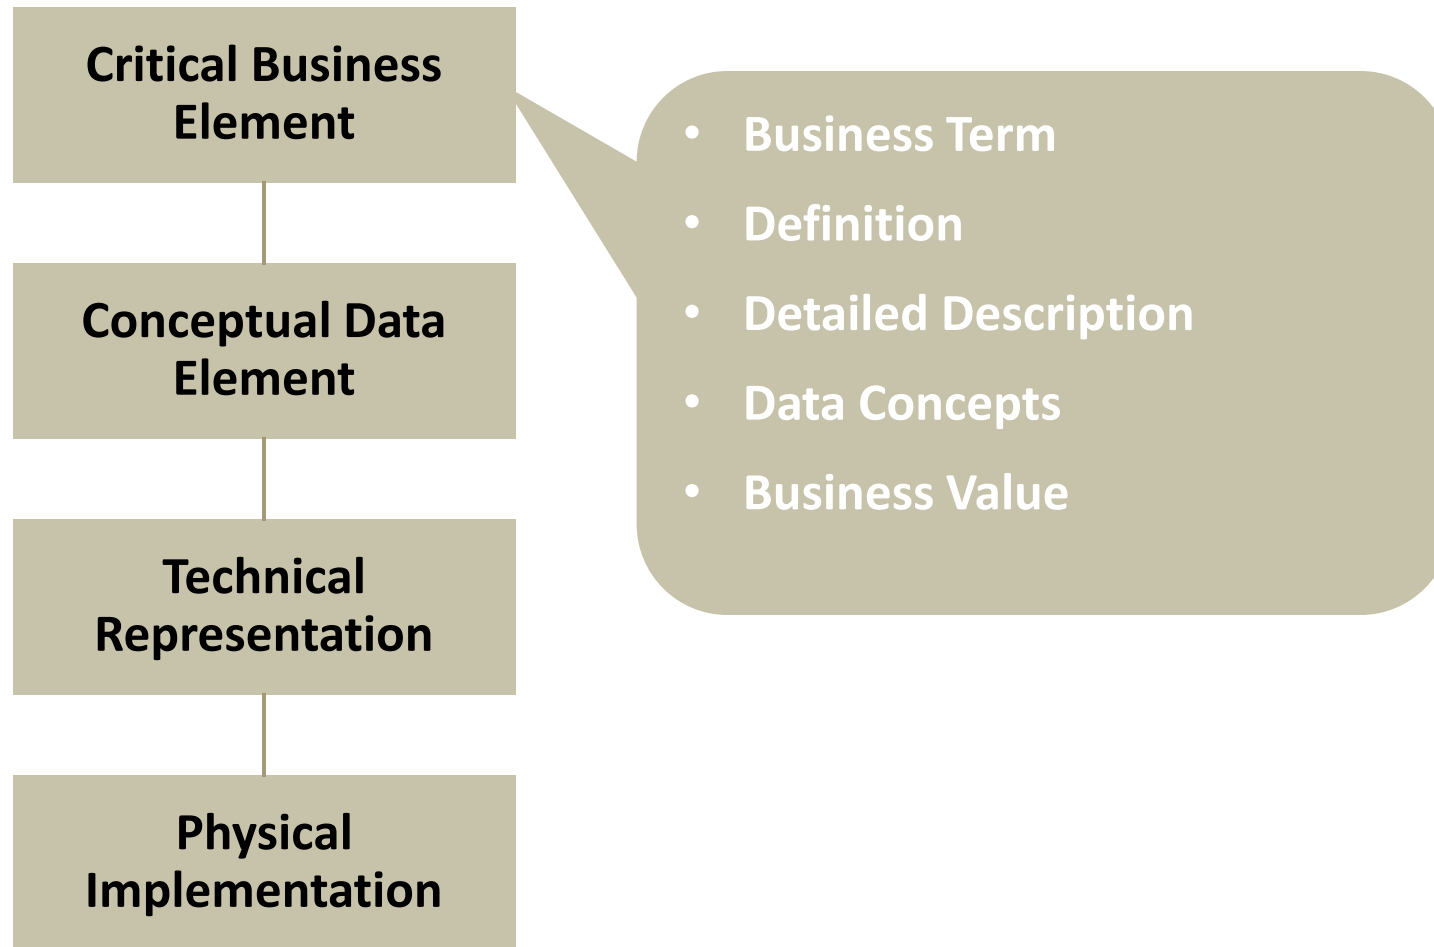 Critical Business
Element
Conceptual Data
Element
Technical
Representation
Physical
Implementation
• Business Term
• Definition
• Detailed Description
• Data Concepts
• Business Value